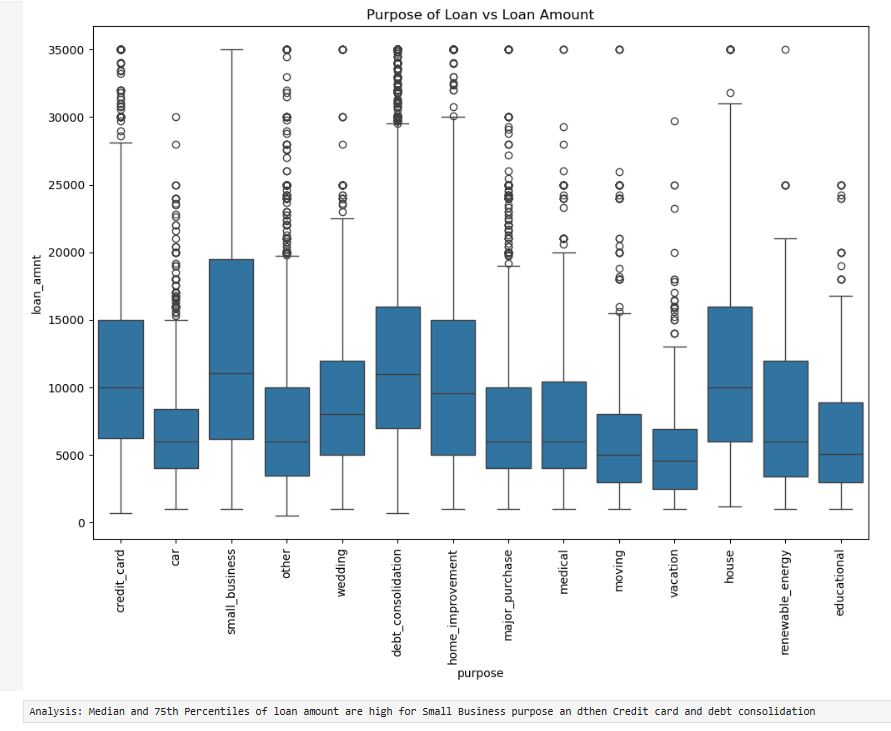 Purpose of Loan vs Loan Amount
35000
30000
25000
20000
15000
10000
5000
0
loan_amnt
credit_card
car
small_business
other
wedding
debt_consolidation
home_improvement
major_purchase
medical
moving
vacation
house
renewable_energy
educational
purpose
Analysis: Median and 75th Percentiles of loan amount are high for Small Business purpose an dthen Credit card and debt consolidation